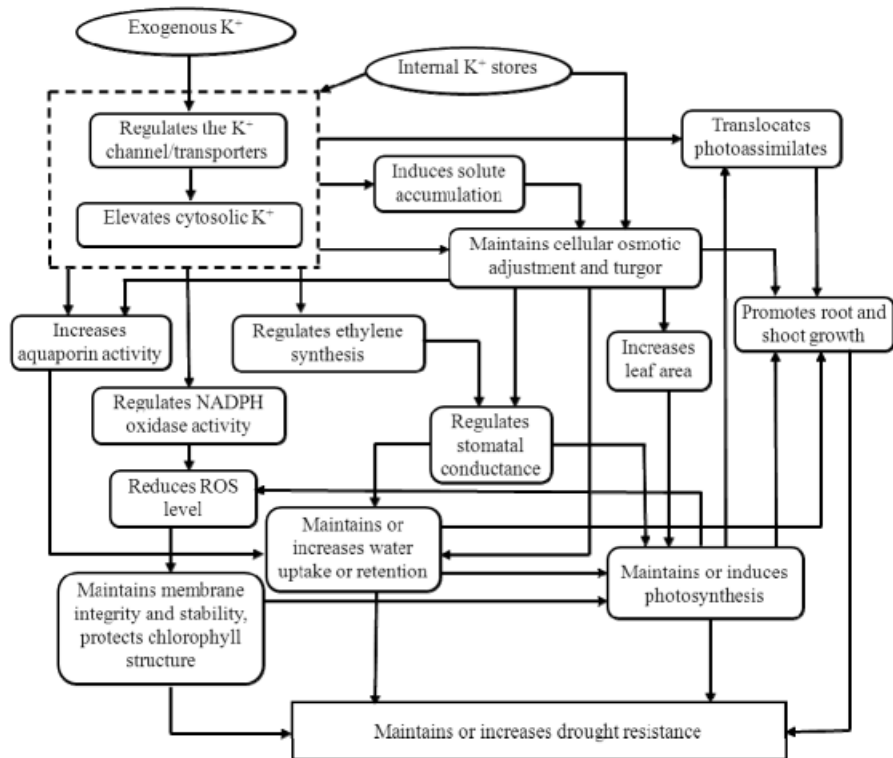 Exogenous K⁺
Internal K⁺ stores
Regulates the K⁺
channel/transporters
Translocates
photoassimilates
Induces solute
accumulation
Elevates cytosolic K⁺
Maintains cellular osmotic
adjustment and turgor
Increases
aquaporin activity
Regulates ethylene
synthesis
Increases
leaf area
Promotes root and
shoot growth
Regulates NADPH
oxidase activity
Regulates
stomatal
conductance
Reduces ROS
level
Maintains or
increases water
uptake or retention
Maintains or induces
photosynthesis
Maintains membrane
integrity and stability,
protects chlorophyll
structure
Maintains or increases drought resistance